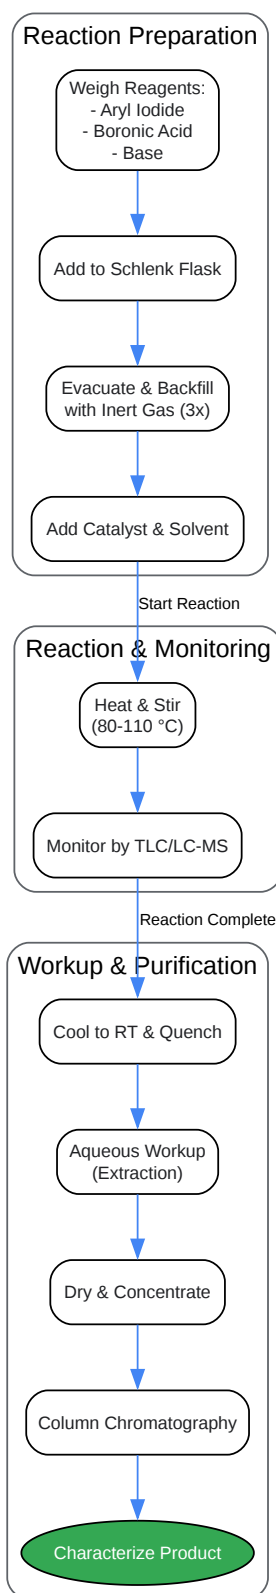 Reaction Preparation
Weigh Reagents:
- Aryl Iodide
- Boronic Acid
- Base
Add to Schlenk Flask
Evacuate & Backfill
with Inert Gas (3x)
Add Catalyst & Solvent
Start Reaction
Reaction & Monitoring
Heat & Stir
(80-110 °C)
Monitor by TLC/LC-MS
Reaction Complete
Workup & Purification
Cool to RT & Quench
Aqueous Workup
(Extraction)
Dry & Concentrate
Column Chromatography
Characterize Product